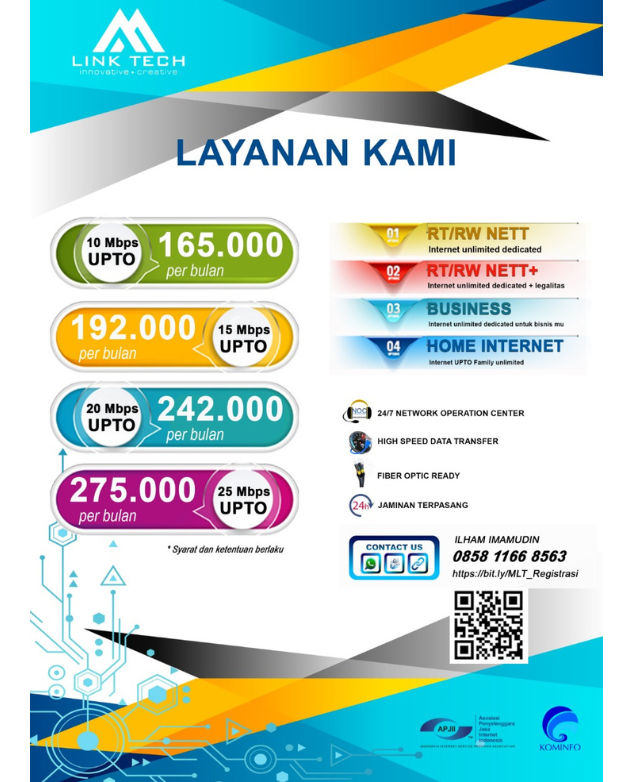 LINK TECH
innovative • creative
LAYANAN KAMI
10 Mbps
UPTO
165.000
per bulan
192.000
per bulan
15 Mbps
UPTO
20 Mbps
UPTO
242.000
per bulan
275.000
per bulan
25 Mbps
UPTO
* Syarat dan ketentuan berlaku
01
RT/RW NETT
Internet unlimited dedicated
02
RT/RW NETT+
Internet unlimited dedicated + legalitas
03
BUSINESS
Internet unlimited dedicated untuk bisnis mu
04
HOME INTERNET
Internet UPTO Family unlimited
NOC
24/7 NETWORK OPERATION CENTER
HIGH SPEED DATA TRANSFER
FIBER OPTIC READY
24H
JAMINAN TERPASANG
CONTACT US
ILHAM IMAMUDIN
0858 1166 8563
https://bit.ly/MLT_Registrasi
APJII
Asosiasi
Penyelenggara
Jasa
Internet
Indonesia
KOMINFO